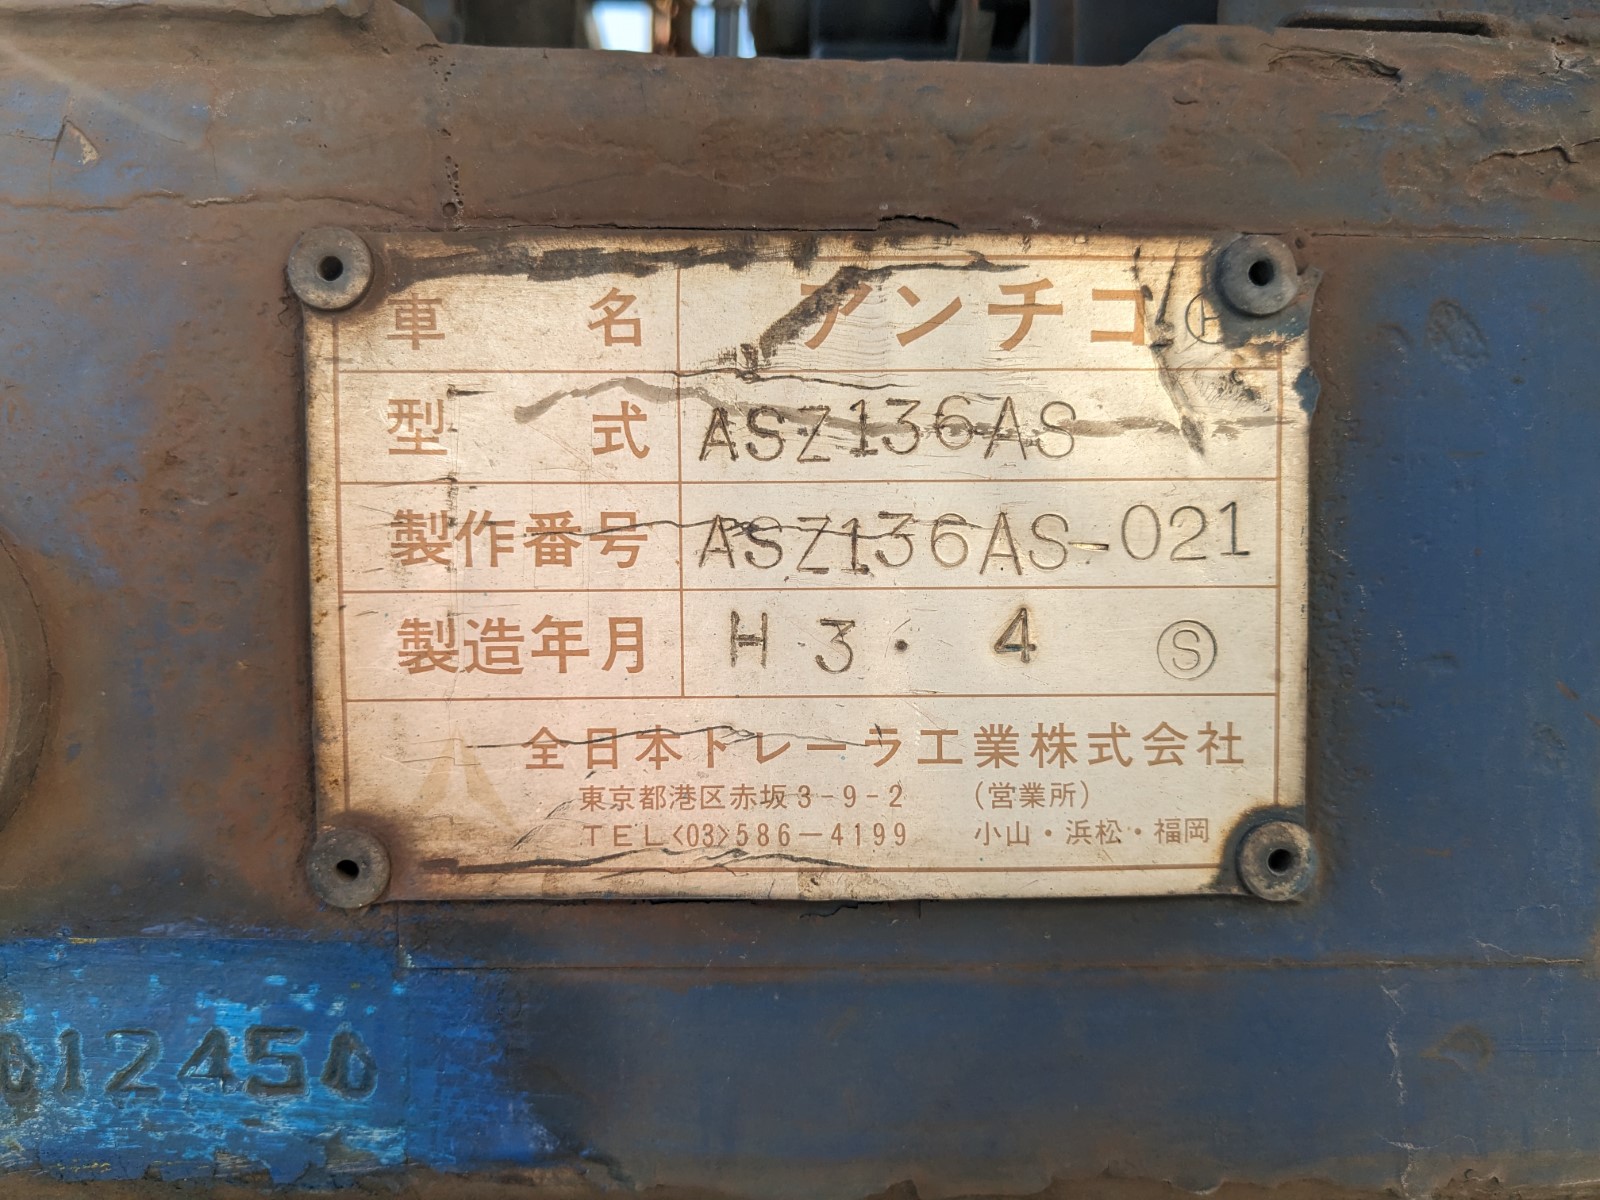 車名 アンチコ Ⓡ
型式 ASZ136AS
製作番号 ASZ136AS-021
製造年月 H3・4 Ⓢ
全日本トレーラ工業株式会社
東京都港区赤坂3-9-2 (営業所)
TEL<03>586-4199 小山・浜松・福岡